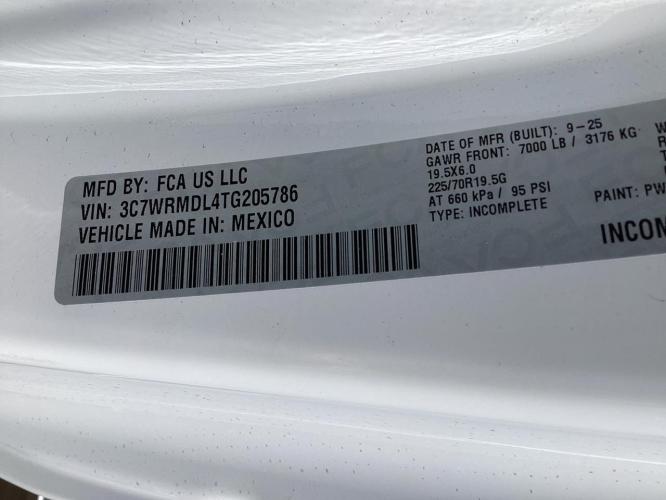 MFD BY: FCA US LLC
VIN: 3C7WRMDL4TG205786
VEHICLE MADE IN: MEXICO
DATE OF MFR (BUILT): 9-25
GAWR FRONT: 7000 LB / 3176 KG
19.5X6.0
225/70R19.5G
AT 660 kPa / 95 PSI
TYPE: INCOMPLETE
PAINT: PW
INCOM